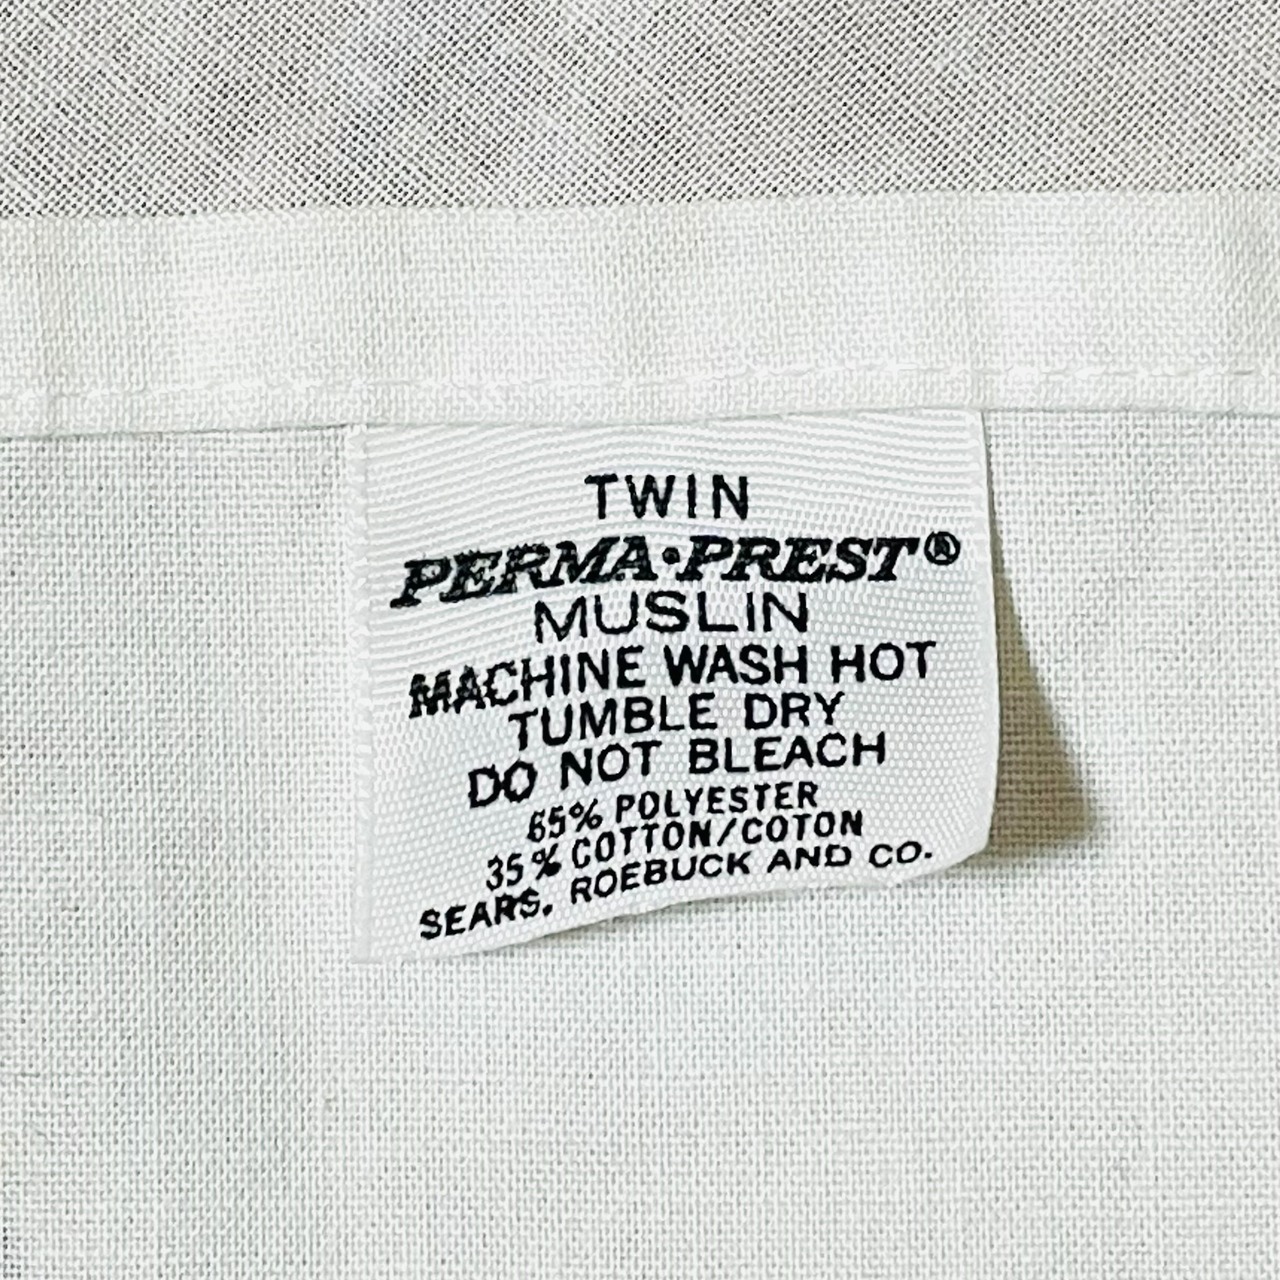 TWIN
PERMA•PREST®
MUSLIN
MACHINE WASH HOT
TUMBLE DRY
DO NOT BLEACH
65% POLYESTER
35% COTTON/COTON
SEARS, ROEBUCK AND CO.